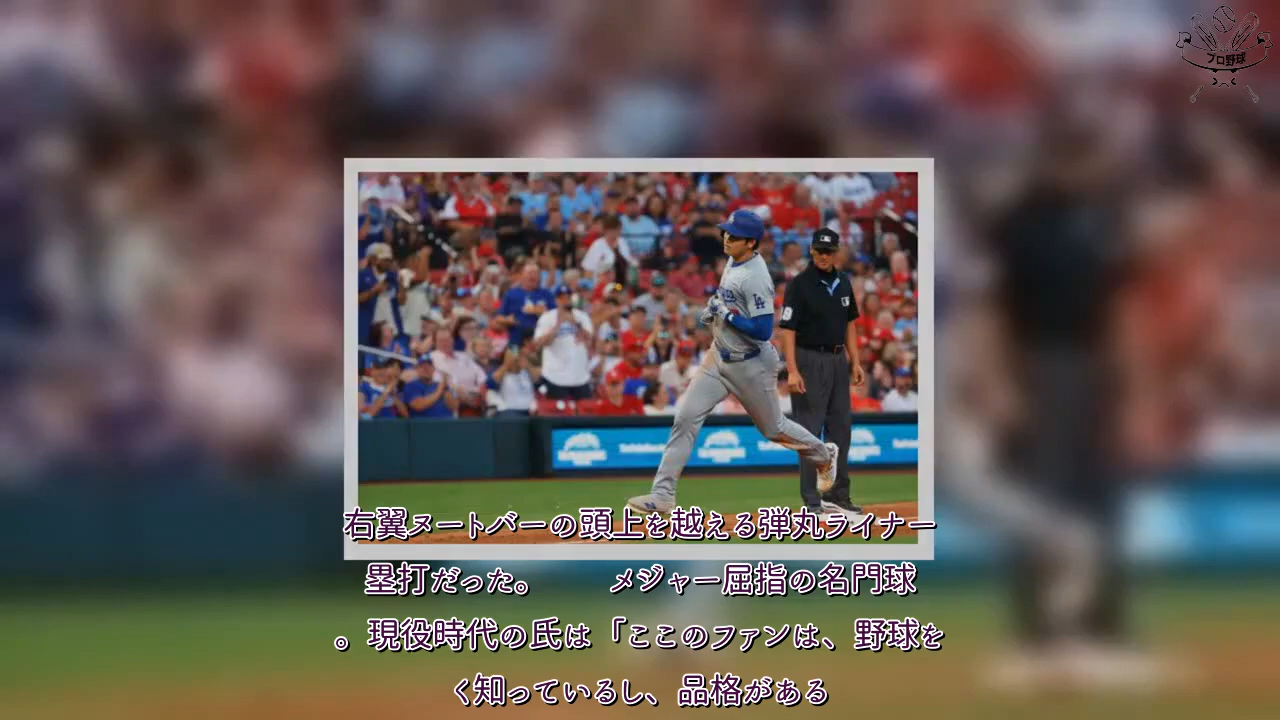 プロ野球
LA
右翼ヌートバーの頭上を越える弾丸ライナー
塁打だった。　　メジャー屈指の名門球
。現役時代の氏は「ここのファンは、野球を
く知っているし、品格がある